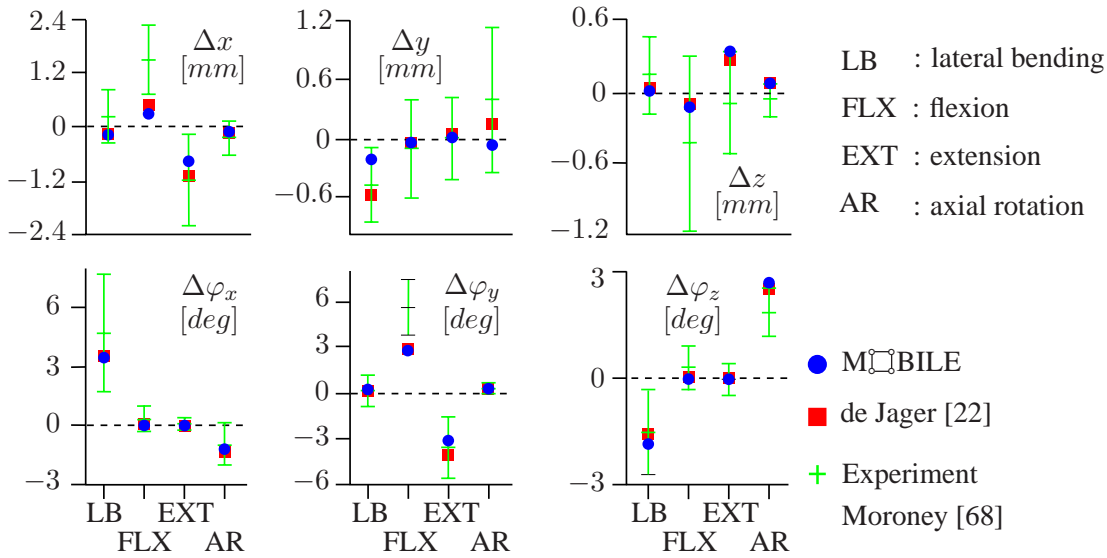 2.4
1.2
0
−1.2
−2.4
Δx
[mm]
1.2
0.6
0
−0.6
Δy
[mm]
0.6
0
−0.6
−1.2
Δz
[mm]
LB : lateral bending
FLX : flexion
EXT : extension
AR : axial rotation
6
3
0
−3
Δφx
[deg]
LB FLX EXT AR
6
3
0
−3
−6
Δφy
[deg]
LB FLX EXT AR
3
0
−3
Δφz
[deg]
LB FLX EXT AR
M□BILE
de Jager [22]
Experiment
Moroney [68]